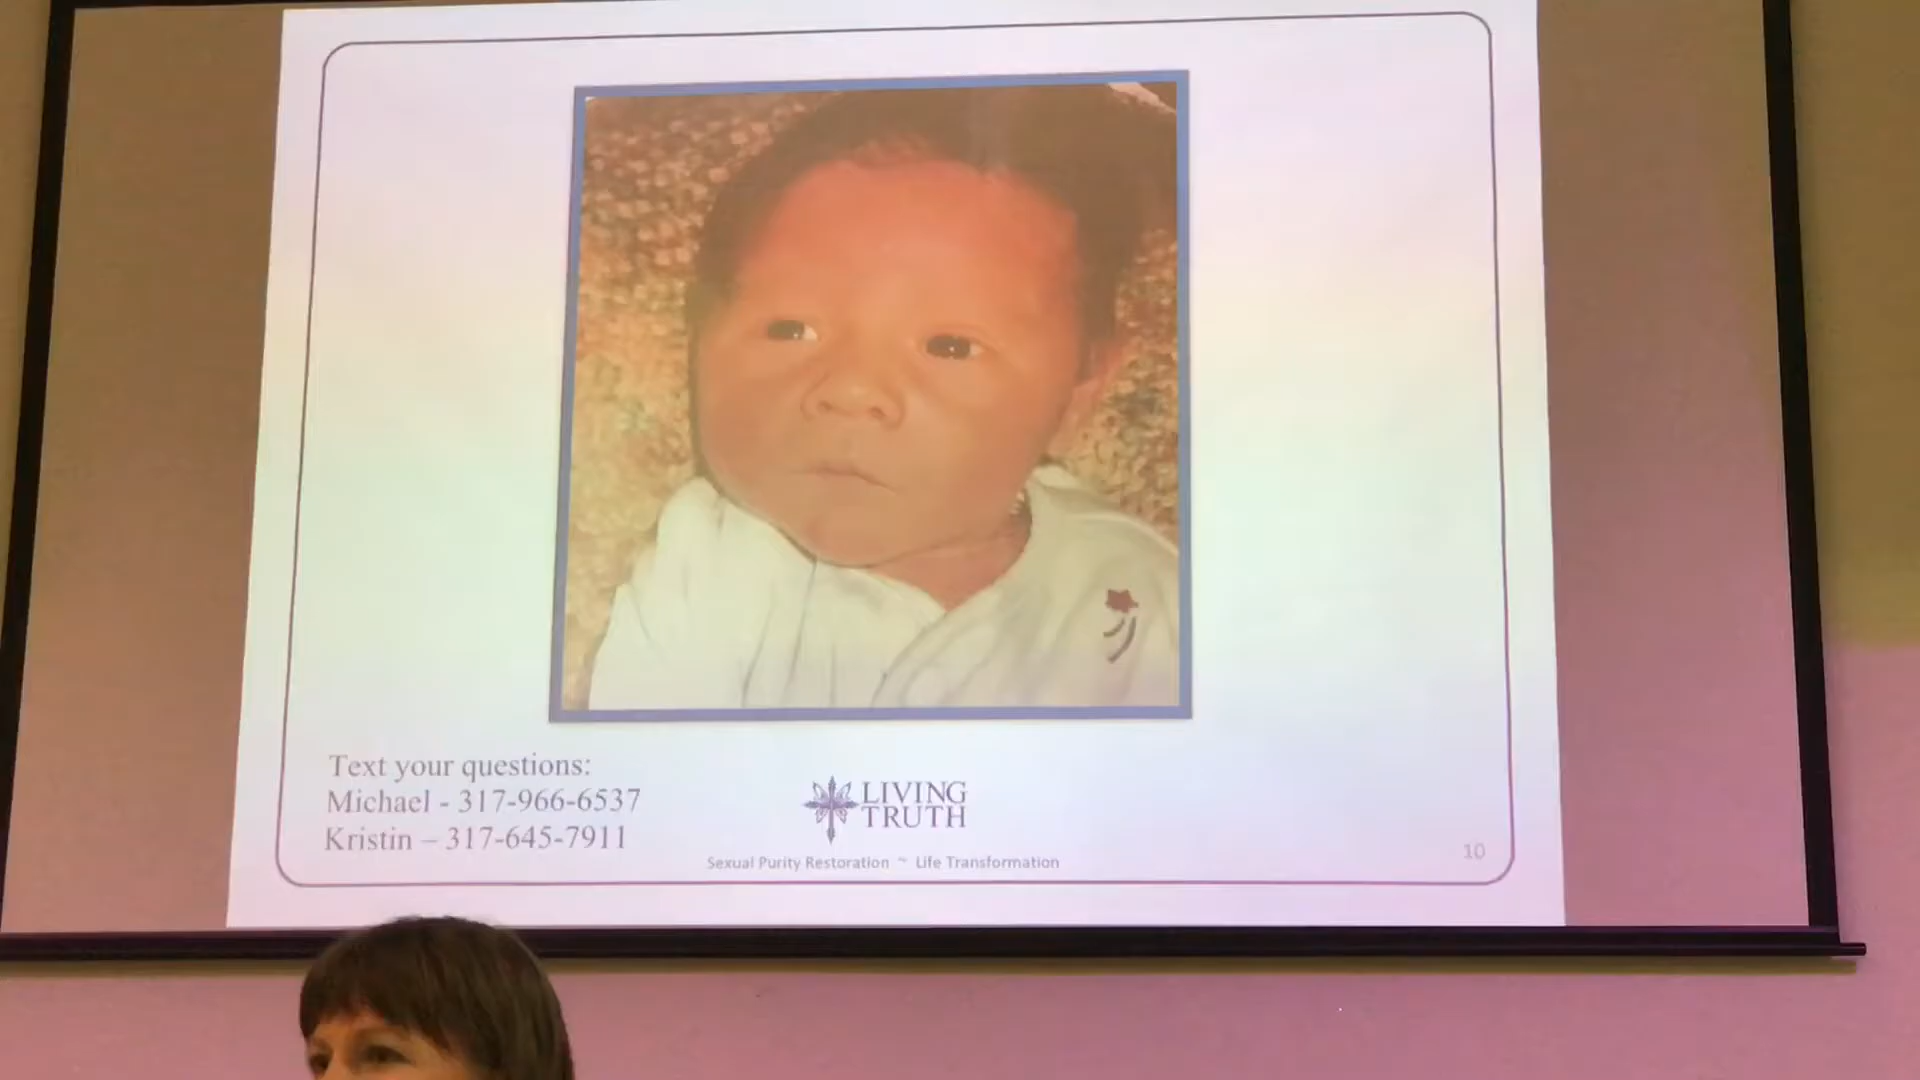 Text your questions:
Michael - 317-966-6537
Kristin – 317-645-7911
LIVING
TRUTH
Sexual Purity Restoration ~ Life Transformation
10